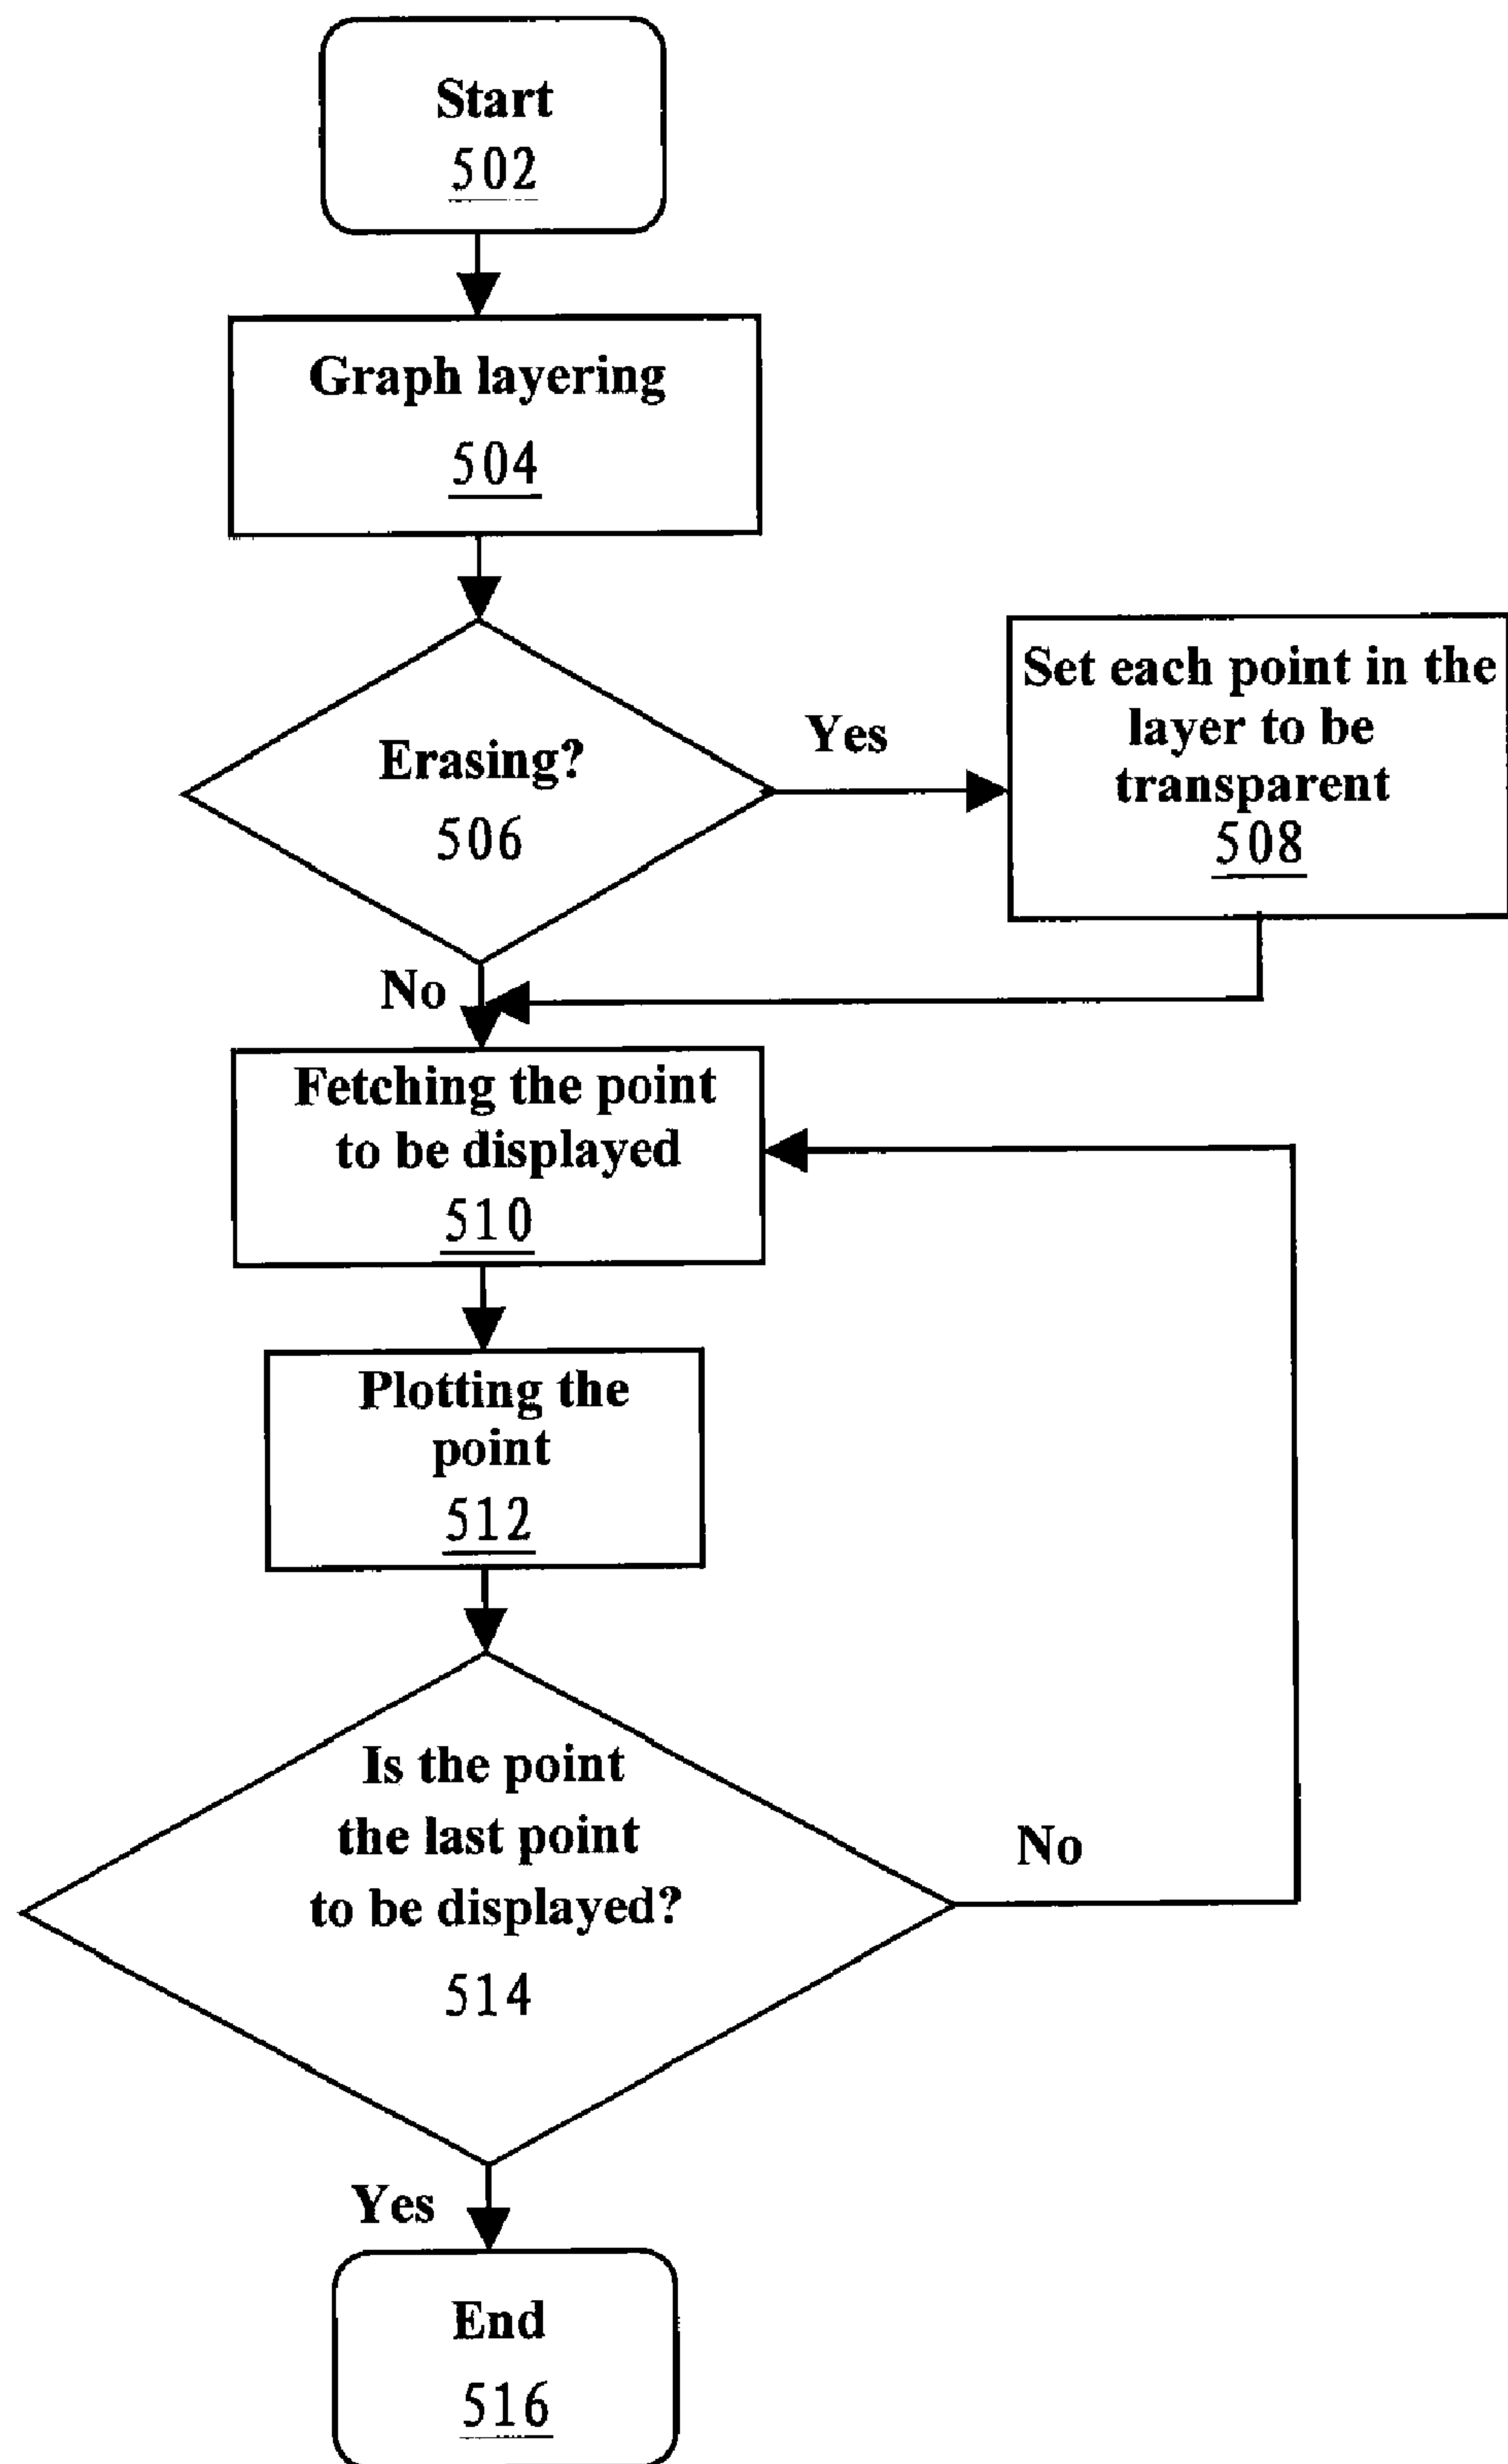 Start
502
Graph layering
504
Erasing?
506
Yes
Set each point in the
layer to be
transparent
508
No
Fetching the point
to be displayed
510
Plotting the
point
512
Is the point
the last point
to be displayed?
514
No
Yes
End
516